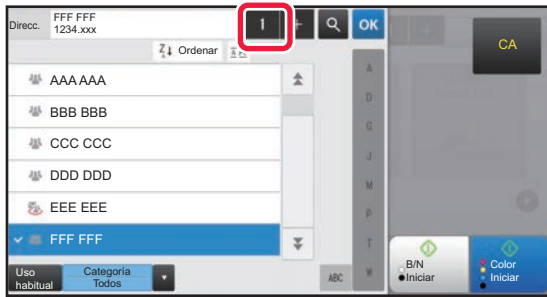 Direcc.
FFF FFF
1234.xxx
1
+
OK
CA
Ordenar
AAA AAA
BBB BBB
CCC CCC
DDD DDD
EEE EEE
FFF FFF
A
D
G
J
M
P
T
W
ABC
Uso
habitual
Categoría
Todos
B/N
Iniciar
Color
Iniciar